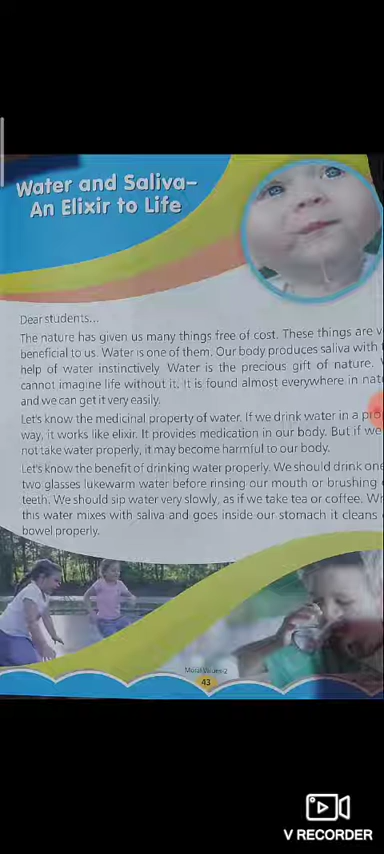 Water and Saliva–
An Elixir to Life
Dear students...
The nature has given us many things free of cost. These things are v
beneficial to us. Water is one of them. Our body produces saliva with
help of water instinctively. Water is the precious gift of nature.
cannot imagine life without it. It is found almost everywhere in nat
and we can get it very easily.
Let's know the medicinal property of water. If we drink water in a pro
way, it works like elixir. It provides medication in our body. But if we
not take water properly, it may become harmful to our body.
Let's know the benefit of drinking water properly. We should drink one
two glasses lukewarm water before rinsing our mouth or brushing
teeth. We should sip water very slowly, as if we take tea or coffee. W
this water mixes with saliva and goes inside our stomach it cleans
bowel properly.
Moral Values-2
43
V RECORDER